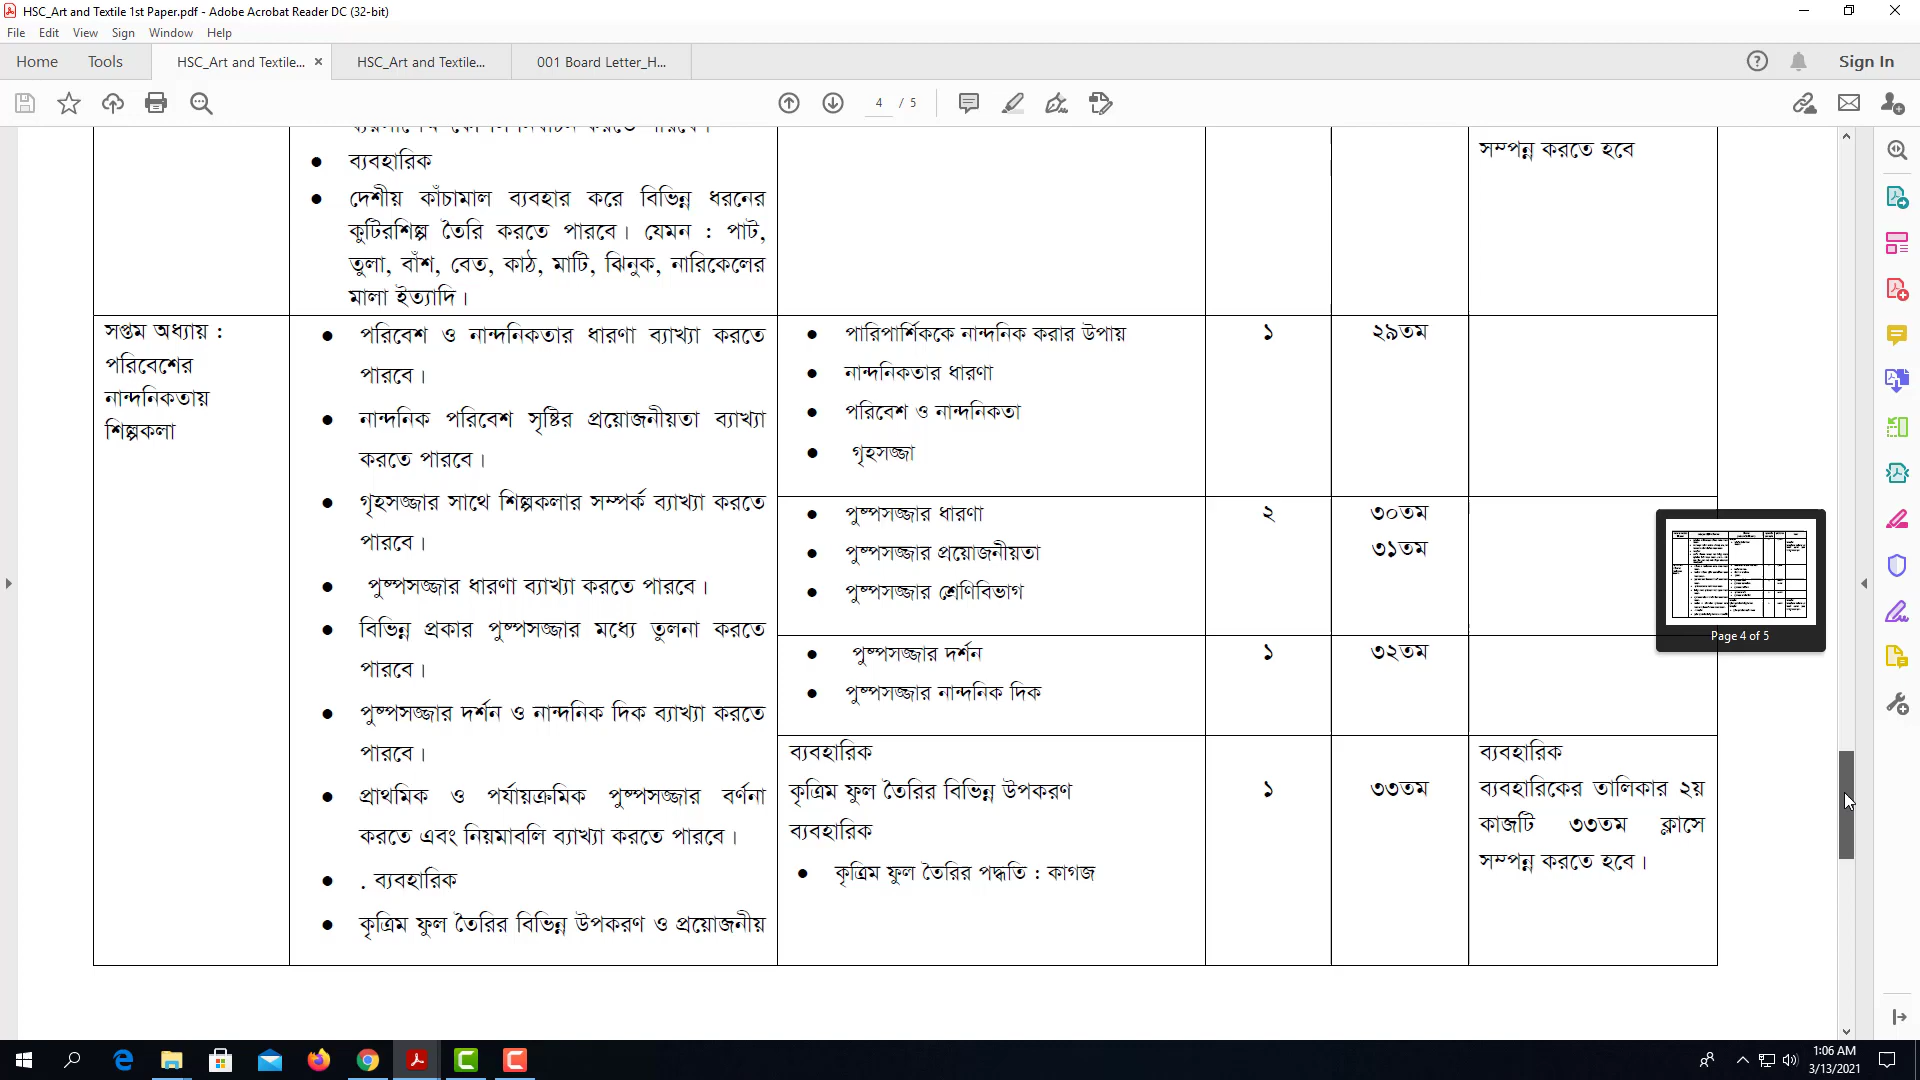 HSC_Art and Textile 1st Paper.pdf - Adobe Acrobat Reader DC (32-bit)
File Edit View Sign Window Help
Home Tools HSC_Art and Textile... × HSC_Art and Textile... 001 Board Letter_H... Sign In
4 / 5
ব্যবহারিক
দেশীয় কাঁচামাল ব্যবহার করে বিভিন্ন ধরনের
কুটিরশিল্প তৈরি করতে পারবে। যেমন : পাট,
তুলা, বাঁশ, বেত, কাঠ, মাটি, ঝিনুক, নারিকেলের
মালা ইত্যাদি।
সম্পন্ন করতে হবে
সপ্তম অধ্যায় :
পরিবেশের
নান্দনিকতায়
শিল্পকলা
পরিবেশ ও নান্দনিকতার ধারণা ব্যাখ্যা করতে
পারবে।
নান্দনিক পরিবেশ সৃষ্টির প্রয়োজনীয়তা ব্যাখ্যা
করতে পারবে।
গৃহসজ্জার সাথে শিল্পকলার সম্পর্ক ব্যাখ্যা করতে
পারবে।
পুষ্পসজ্জার ধারণা ব্যাখ্যা করতে পারবে।
বিভিন্ন প্রকার পুষ্পসজ্জার মধ্যে তুলনা করতে
পারবে।
পুষ্পসজ্জার দর্শন ও নান্দনিক দিক ব্যাখ্যা করতে
পারবে।
প্রাথমিক ও পর্যায়ক্রমিক পুষ্পসজ্জার বর্ণনা
করতে এবং নিয়মাবলি ব্যাখ্যা করতে পারবে।
. ব্যবহারিক
কৃত্রিম ফুল তৈরির বিভিন্ন উপকরণ ও প্রয়োজনীয়
পারিপার্শিককে নান্দনিক করার উপায়
নান্দনিকতার ধারণা
পরিবেশ ও নান্দনিকতা
গৃহসজ্জা
১
২৯তম
পুষ্পসজ্জার ধারণা
পুষ্পসজ্জার প্রয়োজনীয়তা
পুষ্পসজ্জার শ্রেণিবিভাগ
২
৩০তম
৩১তম
পুষ্পসজ্জার দর্শন
পুষ্পসজ্জার নান্দনিক দিক
১
৩২তম
ব্যবহারিক
কৃত্রিম ফুল তৈরির বিভিন্ন উপকরণ
ব্যবহারিক
কৃত্রিম ফুল তৈরির পদ্ধতি : কাগজ
১
৩৩তম
ব্যবহারিক
ব্যবহারিকের তালিকার ২য়
কাজটি ৩৩তম ক্লাসে
সম্পন্ন করতে হবে।
Page 4 of 5
1:06 AM
3/13/2021